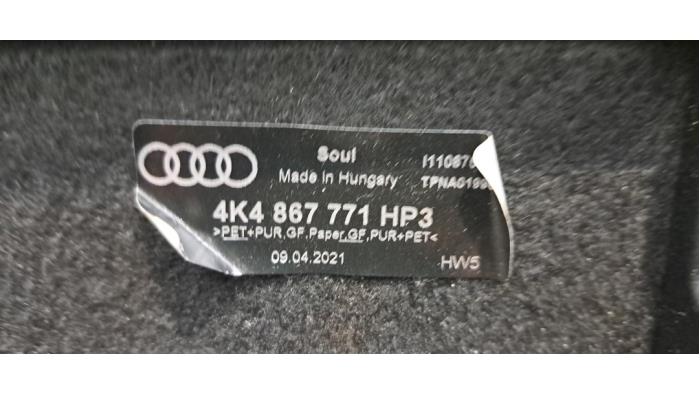 Soul
Made in Hungary
4K4 867 771 HP3
>PET+PUR,GF,Paper,GF,PUR+PET<
09.04.2021
HW5